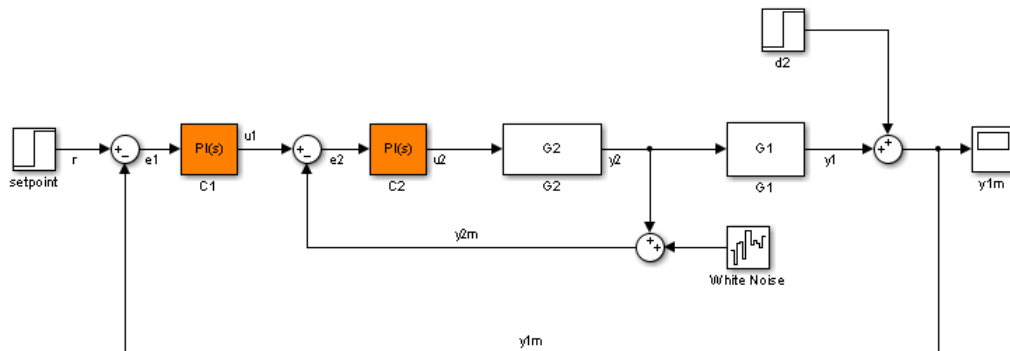 d2
u1
PI(s)
PI(s)
G2
G1
r
e1
e2
u2
y2
y1
setpoint
C1
C2
G2
G1
y1m
y2m
White Noise
y1m